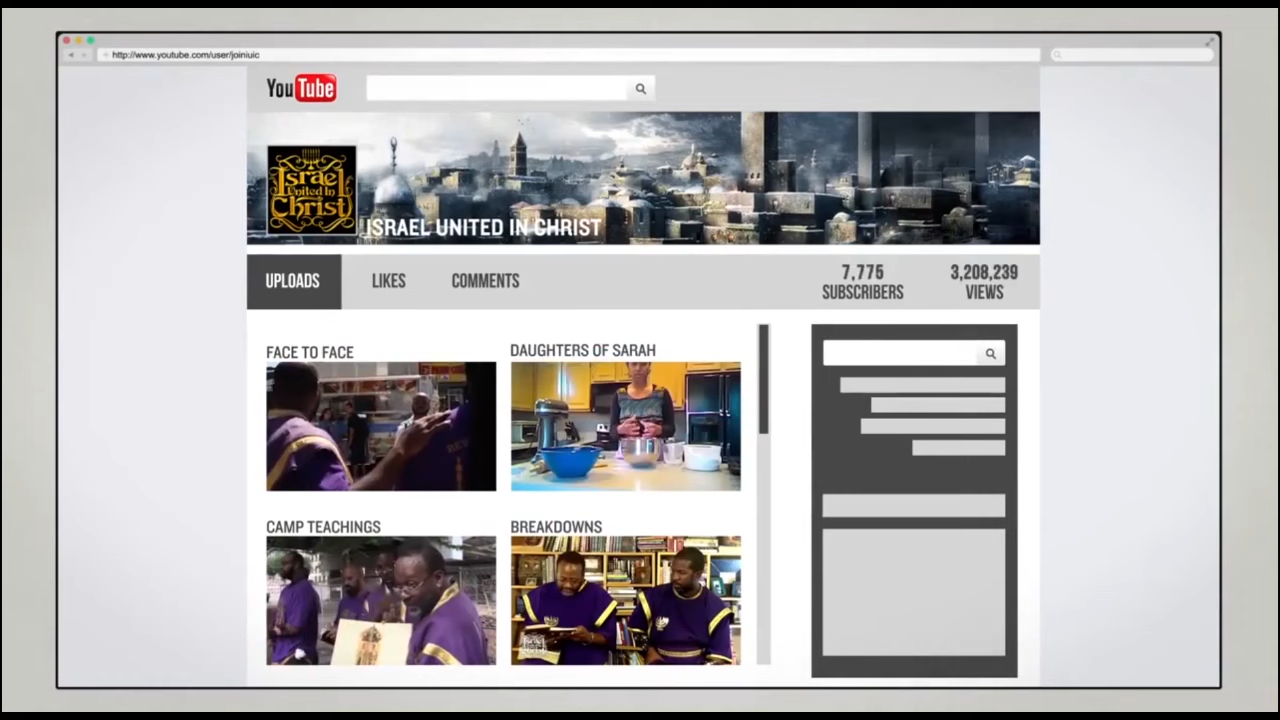 http://www.youtube.com/user/joiniuic
YouTube
Israel
United In
Christ
ISRAEL UNITED IN CHRIST
UPLOADS
LIKES
COMMENTS
7,775
SUBSCRIBERS
3,208,239
VIEWS
FACE TO FACE
DAUGHTERS OF SARAH
CAMP TEACHINGS
BREAKDOWNS